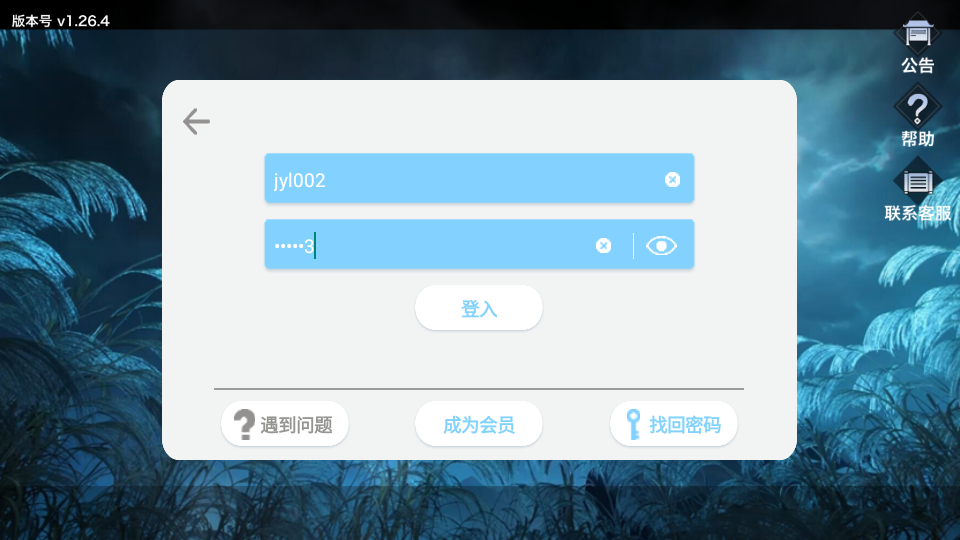 版本号 v1.26.4
公告
帮助
联系客服
jyl002
•••••3
登入
遇到问题
成为会员
找回密码